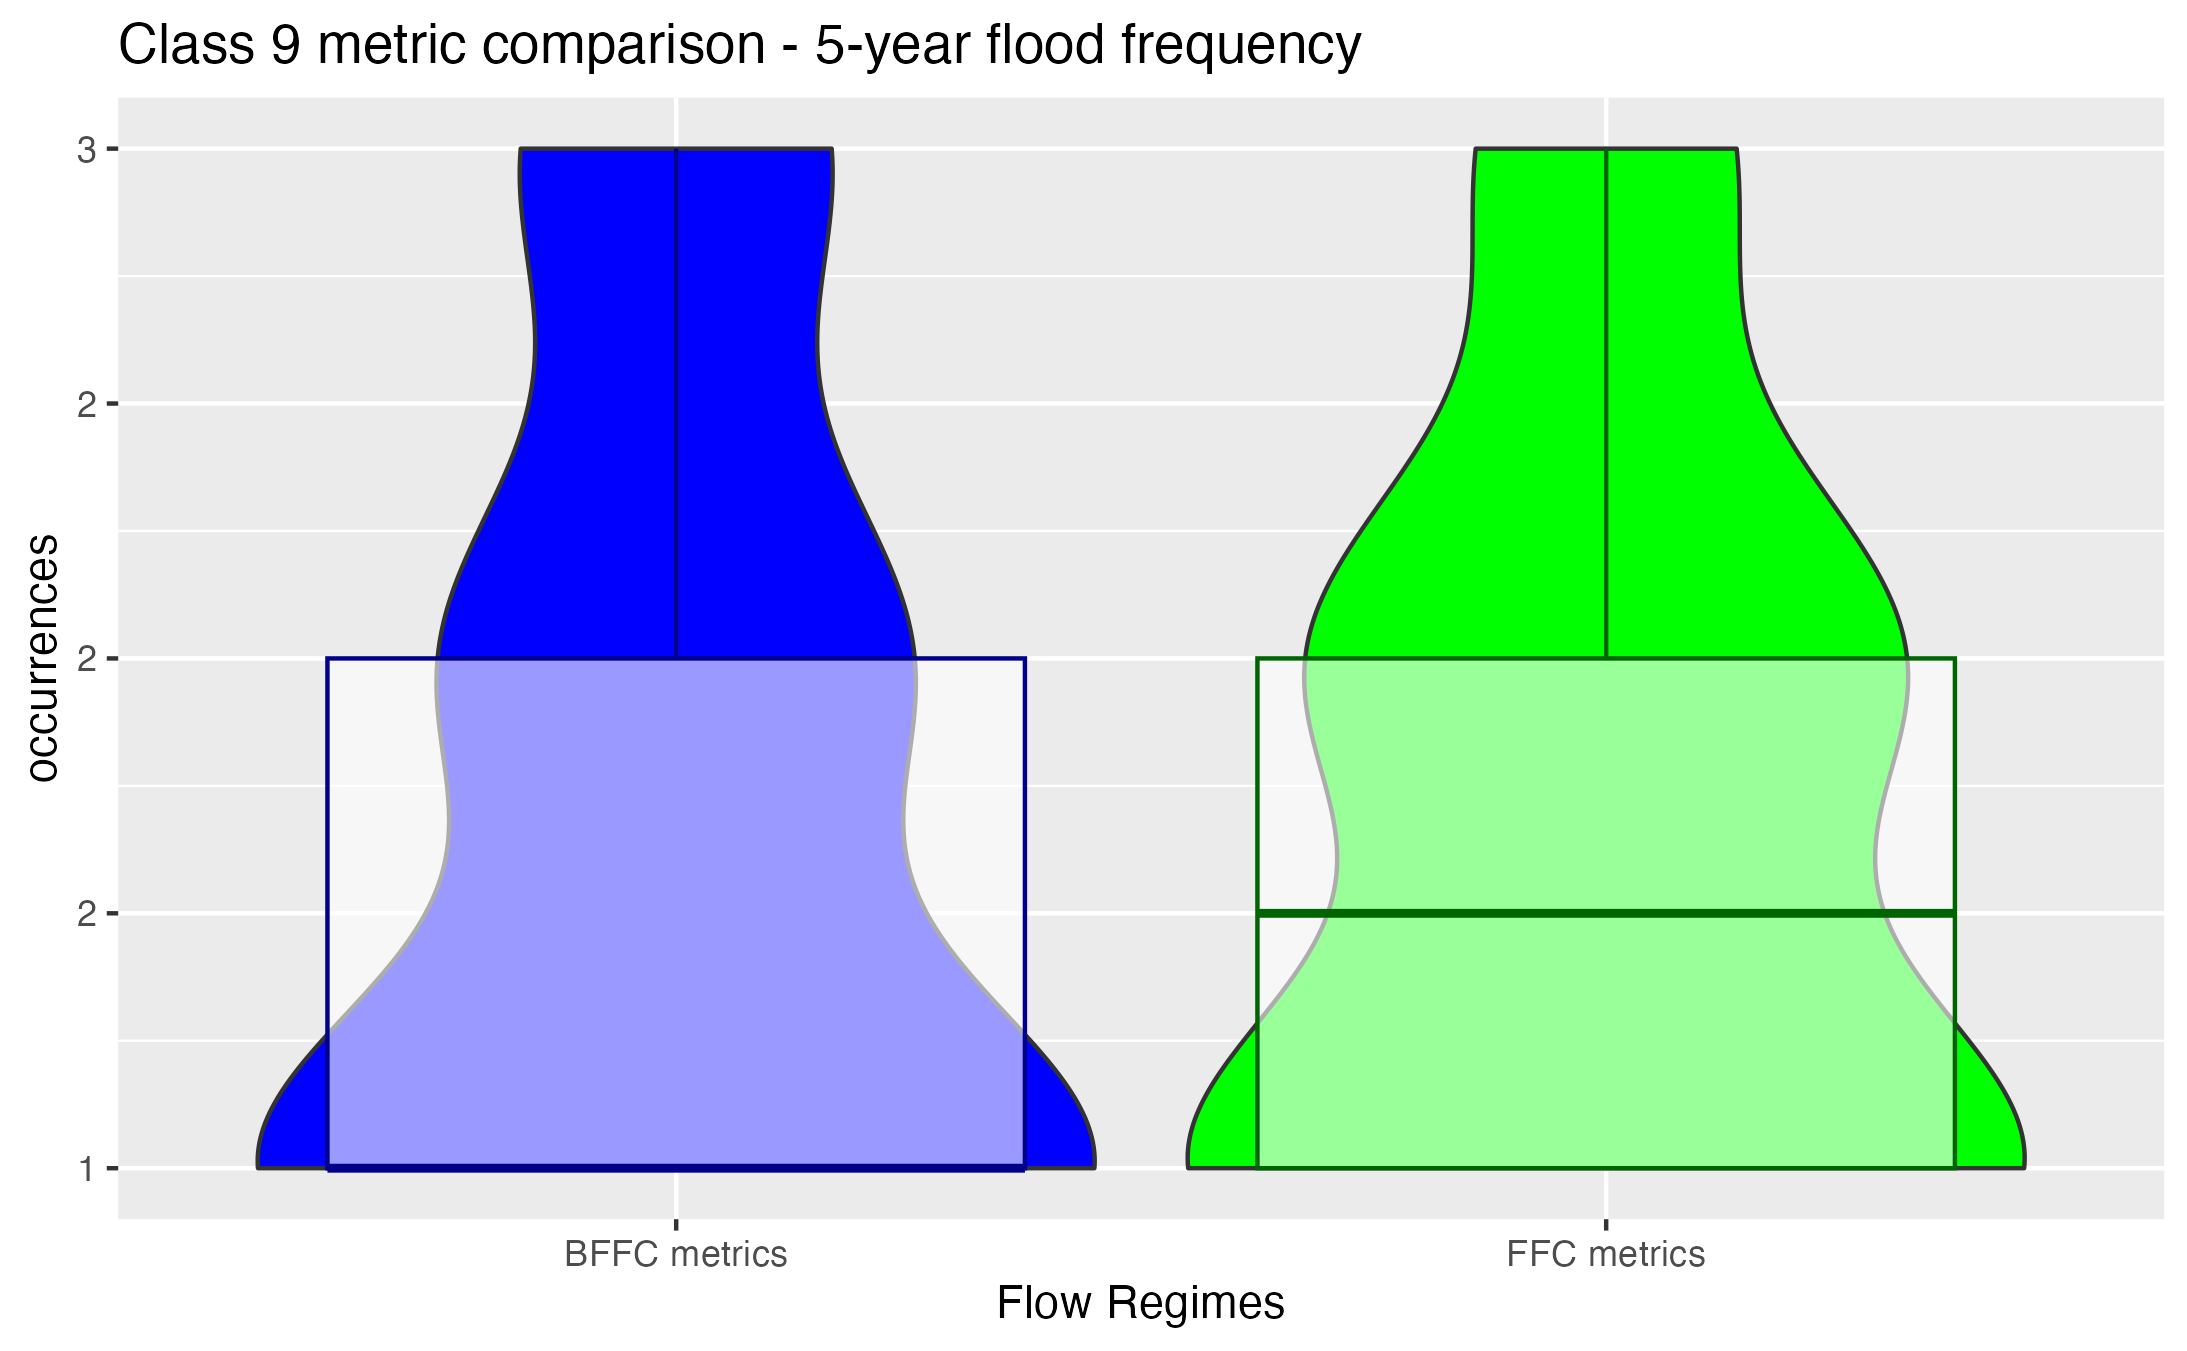 Class 9 metric comparison - 5-year flood frequency
3
2
2
2
1
occurrences
BFFC metrics
FFC metrics
Flow Regimes